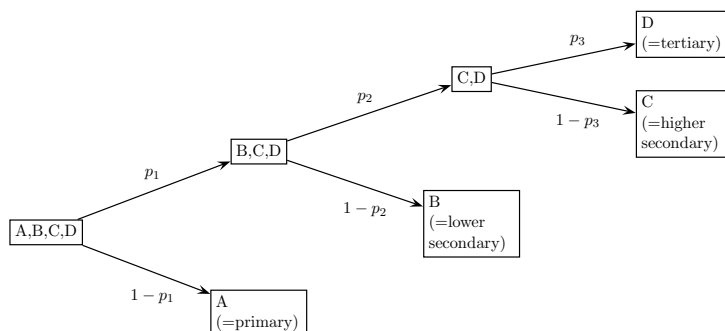 D
(=tertiary)
p3
C,D
C
(=higher
secondary)
1 − p3
p2
B,C,D
B
(=lower
secondary)
1 − p2
p1
A,B,C,D
A
(=primary)
1 − p1